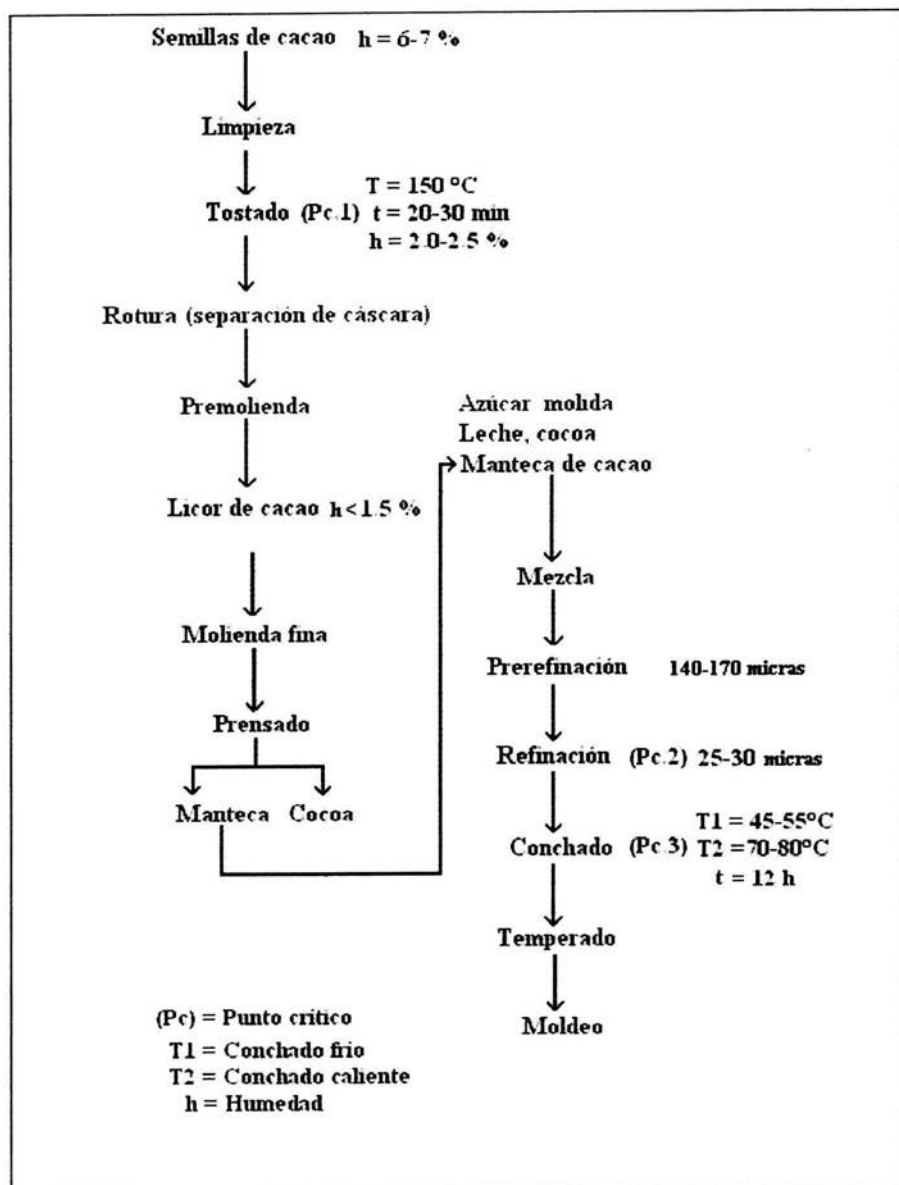 Semillas de cacao h = 6-7 %
Limpieza
T = 150 °C
Tostado (Pc.1) t = 20-30 min
h = 2.0-2.5 %
Rotura (separación de cáscara)
Premolienda
Licor de cacao h < 1.5 %
Molienda fina
Prensado
Manteca Cocoa
Azúcar molida
Leche, cocoa
Manteca de cacao
Mezcla
Prerefinación 140-170 micras
Refinación (Pc.2) 25-30 micras
T1 = 45-55°C
Conchado (Pc.3) T2 =70-80°C
t = 12 h
Temperado
Moldeo
(Pc) = Punto critico
T1 = Conchado frio
T2 = Conchado caliente
h = Humedad